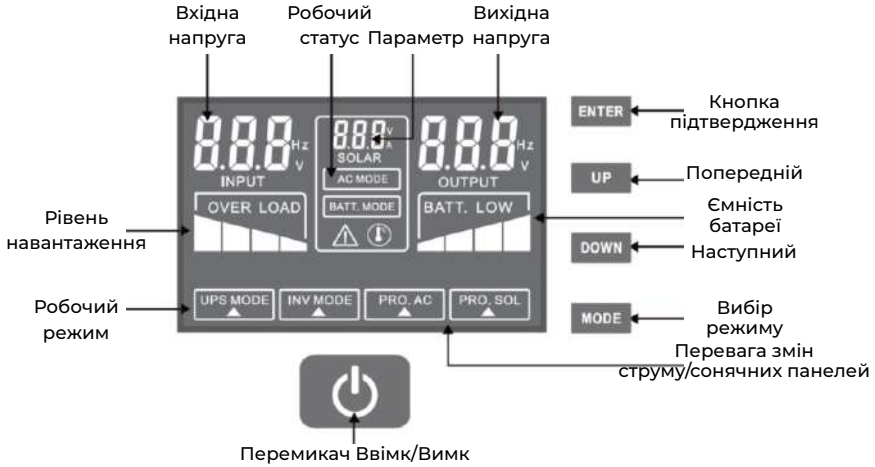 Вхідна напруга
Робочий статус
Параметр
Вихідна напруга
8.8.8 Hz V
INPUT
8.8.8 V A
SOLAR
AC MODE
BATT. MODE
8.8.8 Hz V
OUTPUT
OVER LOAD
BATT. LOW
UPS MODE
INV MODE
PRO. AC
PRO. SOL
Рівень навантаження
Робочий режим
ENTER
Кнопка підтвердження
UP
Попередній
Ємність батареї
DOWN
Наступний
MODE
Вибір режиму
Перевага змін
струму/сонячних панелей
Перемикач Ввімк/Вимк